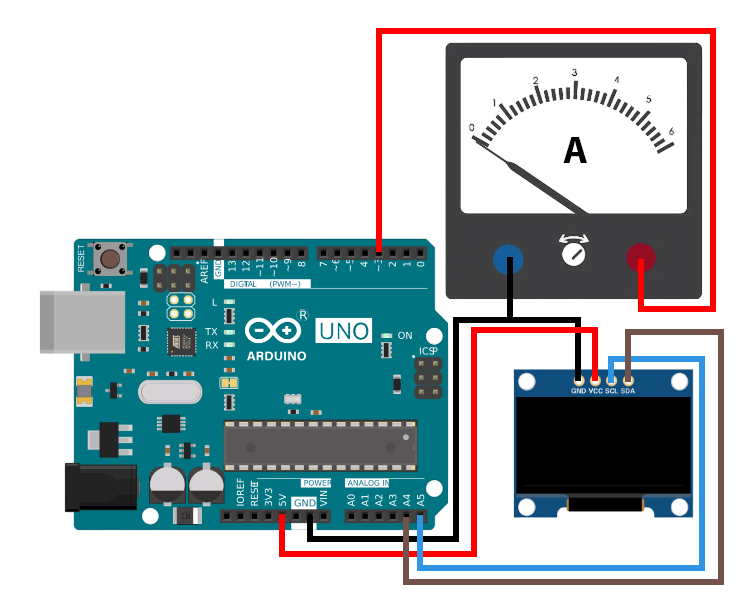 0 1 2 3 4 5 6
A
RESET
AREF
GND
13
12
~11
~10
~9
8
7
~6
~5
4
~3
2
1
0
DIGITAL (PWM~)
L
TX
RX
® UNO
ARDUINO
ON
ICSP
GND VCC SCL SDA
POWER
ANALOG IN
IOREF
RESET
3V3
5V
GND
VIN
A0
A1
A2
A3
A4
A5